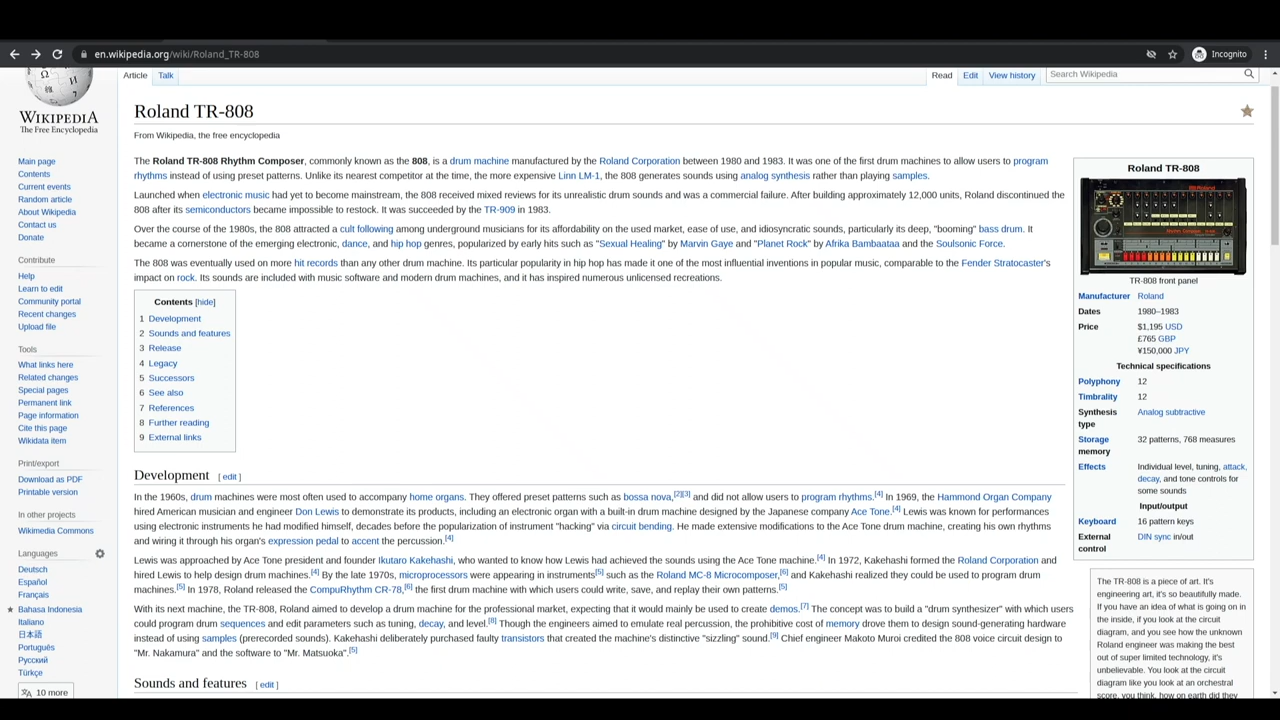 en.wikipedia.org/wiki/Roland_TR-808
Incognito
WIKIPEDIA
The Free Encyclopedia
Main page
Contents
Current events
Random article
About Wikipedia
Contact us
Donate
Contribute
Help
Learn to edit
Community portal
Recent changes
Upload file
Tools
What links here
Related changes
Special pages
Permanent link
Page information
Cite this page
Wikidata item
Print/export
Download as PDF
Printable version
In other projects
Wikimedia Commons
Languages
Deutsch
Español
Français
Bahasa Indonesia
Italiano
日本語
Português
Русский
Türkçe
10 more
Article Talk
Read Edit View history Search Wikipedia
Roland TR-808
From Wikipedia, the free encyclopedia
The Roland TR-808 Rhythm Composer, commonly known as the 808, is a drum machine manufactured by the Roland Corporation between 1980 and 1983. It was one of the first drum machines to allow users to program
rhythms instead of using preset patterns. Unlike its nearest competitor at the time, the more expensive Linn LM-1, the 808 generates sounds using analog synthesis rather than playing samples.
Launched when electronic music had yet to become mainstream, the 808 received mixed reviews for its unrealistic drum sounds and was a commercial failure. After building approximately 12,000 units, Roland discontinued the
808 after its semiconductors became impossible to restock. It was succeeded by the TR-909 in 1983.
Over the course of the 1980s, the 808 attracted a cult following among underground musicians for its affordability on the used market, ease of use, and idiosyncratic sounds, particularly its deep, "booming" bass drum. It
became a cornerstone of the emerging electronic, dance, and hip hop genres, popularized by early hits such as "Sexual Healing" by Marvin Gaye and "Planet Rock" by Afrika Bambaataa and the Soulsonic Force.
The 808 was eventually used on more hit records than any other drum machine. Its particular popularity in hip hop has made it one of the most influential inventions in popular music, comparable to the Fender Stratocaster's
impact on rock. Its sounds are included with music software and modern drum machines, and it has inspired numerous unlicensed recreations.
Contents [hide]
1 Development
2 Sounds and features
3 Release
4 Legacy
5 Successors
6 See also
7 References
8 Further reading
9 External links
Development [ edit ]
In the 1960s, drum machines were most often used to accompany home organs. They offered preset patterns such as bossa nova,[2][3] and did not allow users to program rhythms.[4] In 1969, the Hammond Organ Company
hired American musician and engineer Don Lewis to demonstrate its products, including an electronic organ with a built-in drum machine designed by the Japanese company Ace Tone.[4] Lewis was known for performances
using electronic instruments he had modified himself, decades before the popularization of instrument "hacking" via circuit bending. He made extensive modifications to the Ace Tone drum machine, creating his own rhythms
and wiring it through his organ's expression pedal to accent the percussion.[4]
Lewis was approached by Ace Tone president and founder Ikutaro Kakehashi, who wanted to know how Lewis had achieved the sounds using the Ace Tone machine.[4] In 1972, Kakehashi formed the Roland Corporation and
hired Lewis to help design drum machines.[4] By the late 1970s, microprocessors were appearing in instruments[5] such as the Roland MC-8 Microcomposer,[6] and Kakehashi realized they could be used to program drum
machines.[5] In 1978, Roland released the CompuRhythm CR-78,[6] the first drum machine with which users could write, save, and replay their own patterns.[5]
With its next machine, the TR-808, Roland aimed to develop a drum machine for the professional market, expecting that it would mainly be used to create demos.[7] The concept was to build a "drum synthesizer" with which users
could program drum sequences and edit parameters such as tuning, decay, and level.[8] Though the engineers aimed to emulate real percussion, the prohibitive cost of memory drove them to design sound-generating hardware
instead of using samples (prerecorded sounds). Kakehashi deliberately purchased faulty transistors that created the machine's distinctive "sizzling" sound.[9] Chief engineer Makoto Muroi credited the 808 voice circuit design to
"Mr. Nakamura" and the software to "Mr. Matsuoka".[5]
Sounds and features [ edit ]
Roland TR-808
TR-808 front panel
Manufacturer Roland
Dates 1980–1983
Price $1,195 USD
£765 GBP
¥150,000 JPY
Technical specifications
Polyphony 12
Timbrality 12
Synthesis type Analog subtractive
Storage memory 32 patterns, 768 measures
Effects Individual level, tuning, attack,
decay, and tone controls for
some sounds
Input/output
Keyboard 16 pattern keys
External control DIN sync in/out
The TR-808 is a piece of art. It's
engineering art, it's so beautifully made.
If you have an idea of what is going on in
the inside, if you look at the circuit
diagram, and you see how the unknown
Roland engineer was making the best
out of super limited technology, it's
unbelievable. You look at the circuit
diagram like you look at an orchestral
score, you think, how on earth did they